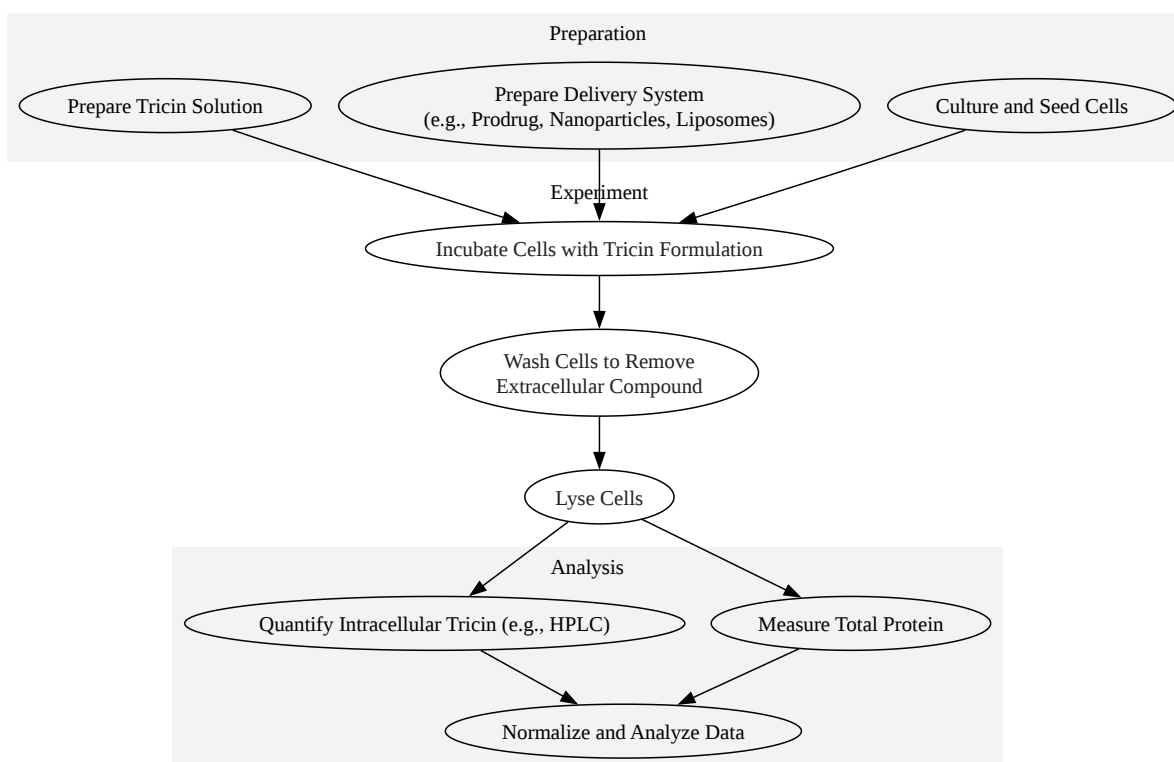 Preparation
Prepare Tricin Solution
Prepare Delivery System
(e.g., Prodrug, Nanoparticles, Liposomes)
Culture and Seed Cells
Experiment
Incubate Cells with Tricin Formulation
Wash Cells to Remove
Extracellular Compound
Lyse Cells
Analysis
Quantify Intracellular Tricin (e.g., HPLC)
Measure Total Protein
Normalize and Analyze Data